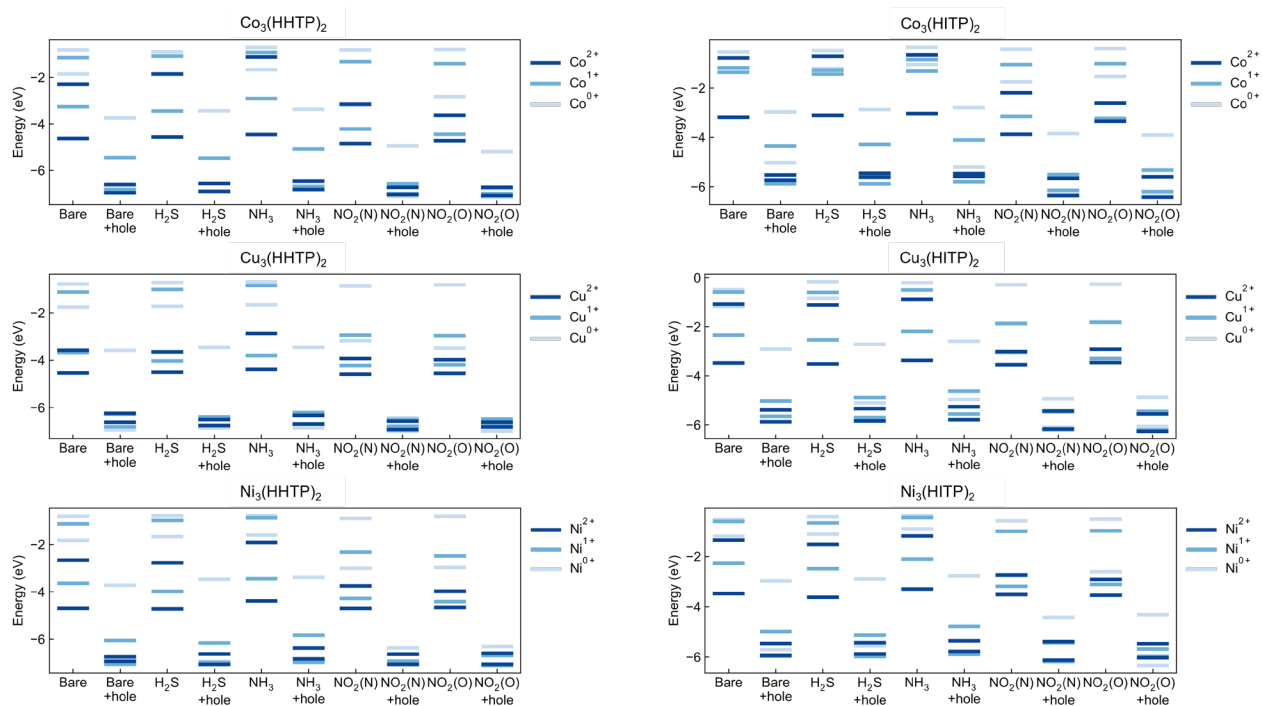 Co₃(HHTP)₂
Energy (eV)
−2
−4
−6
Co²⁺
Co¹⁺
Co⁰⁺
Bare
Bare +hole
H₂S
H₂S +hole
NH₃
NH₃ +hole
NO₂(N)
NO₂(N) +hole
NO₂(O)
NO₂(O) +hole
Co₃(HITP)₂
Energy (eV)
−2
−4
−6
Co²⁺
Co¹⁺
Co⁰⁺
Bare
Bare +hole
H₂S
H₂S +hole
NH₃
NH₃ +hole
NO₂(N)
NO₂(N) +hole
NO₂(O)
NO₂(O) +hole
Cu₃(HHTP)₂
Energy (eV)
−2
−4
−6
Cu²⁺
Cu¹⁺
Cu⁰⁺
Bare
Bare +hole
H₂S
H₂S +hole
NH₃
NH₃ +hole
NO₂(N)
NO₂(N) +hole
NO₂(O)
NO₂(O) +hole
Cu₃(HITP)₂
Energy (eV)
0
−2
−4
−6
Cu²⁺
Cu¹⁺
Cu⁰⁺
Bare
Bare +hole
H₂S
H₂S +hole
NH₃
NH₃ +hole
NO₂(N)
NO₂(N) +hole
NO₂(O)
NO₂(O) +hole
Ni₃(HHTP)₂
Energy (eV)
−2
−4
−6
Ni²⁺
Ni¹⁺
Ni⁰⁺
Bare
Bare +hole
H₂S
H₂S +hole
NH₃
NH₃ +hole
NO₂(N)
NO₂(N) +hole
NO₂(O)
NO₂(O) +hole
Ni₃(HITP)₂
Energy (eV)
−2
−4
−6
Ni²⁺
Ni¹⁺
Ni⁰⁺
Bare
Bare +hole
H₂S
H₂S +hole
NH₃
NH₃ +hole
NO₂(N)
NO₂(N) +hole
NO₂(O)
NO₂(O) +hole